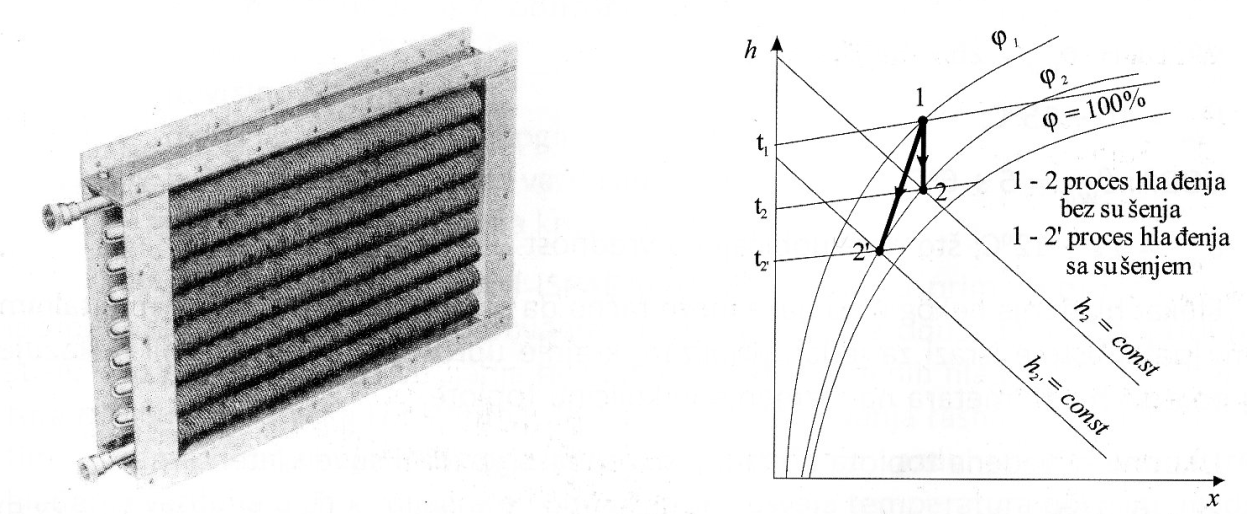 h
φ₁
φ₂
φ = 100%
1
t₁
t₂
t₂'
2
2'
1 - 2 proces hlađenja
bez sušenja
1 - 2' proces hlađenja
sa sušenjem
h₂ = const
h₂' = const
x